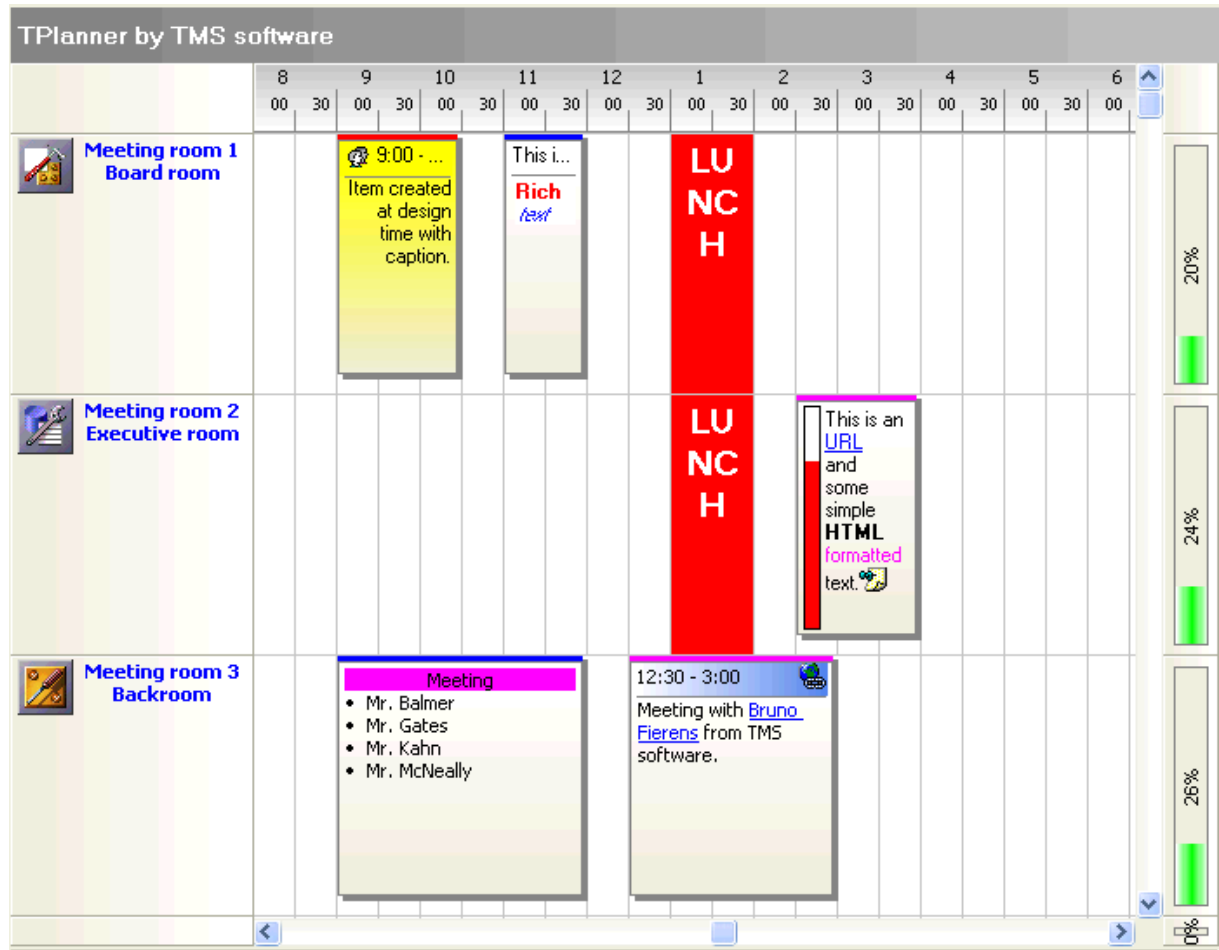 TPlanner by TMS software
8 9 10 11 12 1 2 3 4 5 6
00 30 00 30 00 30 00 30 00 30 00 30 00 30 00 30 00 30 00 30 00
Meeting room 1
Board room
9:00 - ...
Item created
at design
time with
caption.
This i...
Rich
text
LU
NC
H
20%
Meeting room 2
Executive room
LU
NC
H
This is an
URL
and
some
simple
HTML
formatted
text.
24%
Meeting room 3
Backroom
Meeting
• Mr. Balmer
• Mr. Gates
• Mr. Kahn
• Mr. McNeally
12:30 - 3:00
Meeting with Bruno
Fierens from TMS
software.
26%
0%